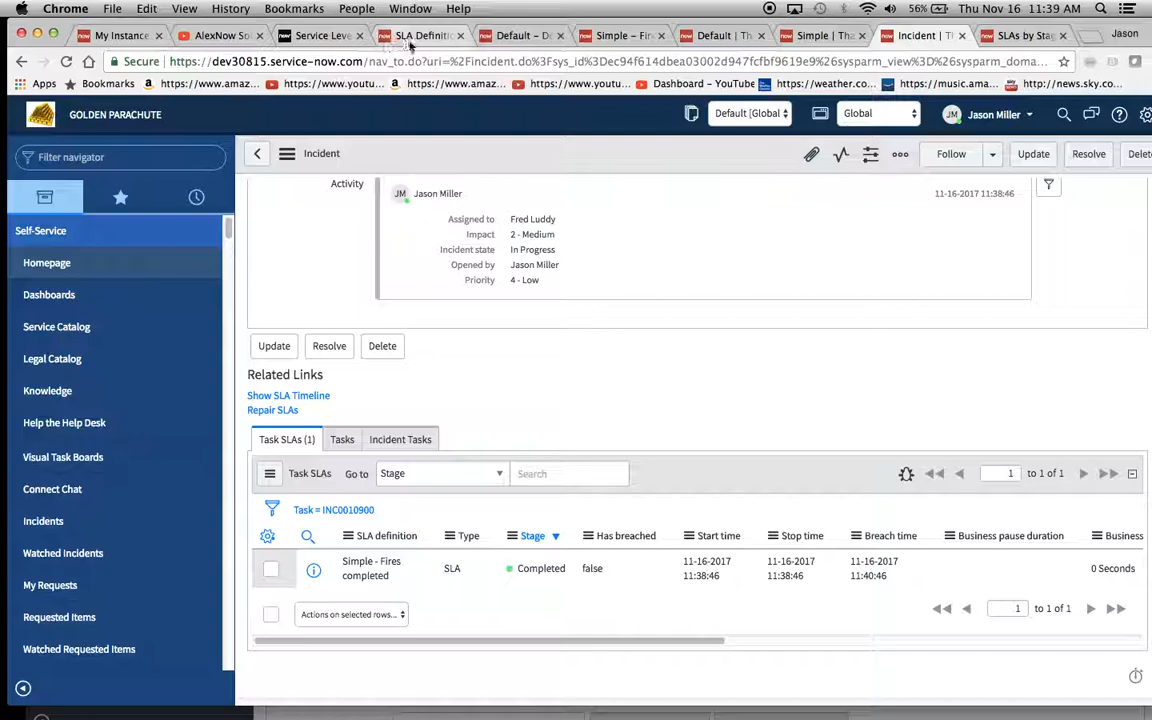 Chrome File Edit View History Bookmarks People Window Help 56% Thu Nov 16 11:39 AM
My Instance AlexNow So Service Leve SLA Definiti Default – D Simple – Fire Default | Th Simple | Tha Incident | Th SLAs by Stag Jason
Secure https://dev30815.service-now.com/nav_to.do?uri=%2Fincident.do%3Fsys_id%3Dec94f614dbea03002d947fcfbf9619e9%26sysparm_view%3D%26sysparm_doma...
Apps Bookmarks https://www.amaz... https://www.youtu... https://www.amaz... https://www.youtu... Dashboard - YouTube https://weather.co... https://music.ama... http://news.sky.co...
GOLDEN PARACHUTE Default [Global Global JM Jason Miller
Filter navigator
Incident Follow Update Resolve Delet
Self-Service
Homepage
Dashboards
Service Catalog
Legal Catalog
Knowledge
Help the Help Desk
Visual Task Boards
Connect Chat
Incidents
Watched Incidents
My Requests
Requested Items
Watched Requested Items
Activity
JM Jason Miller 11-16-2017 11:38:46
Assigned to Fred Luddy
Impact 2 - Medium
Incident state In Progress
Opened by Jason Miller
Priority 4 - Low
Update Resolve Delete
Related Links
Show SLA Timeline
Repair SLAs
Task SLAs (1) Tasks Incident Tasks
Task SLAs Go to Stage Search 1 to 1 of 1
Task = INC0010900
SLA definition Type Stage Has breached Start time Stop time Breach time Business pause duration Business
Simple - Fires completed SLA Completed false 11-16-2017 11:38:46 11-16-2017 11:38:46 11-16-2017 11:40:46 0 Seconds
Actions on selected rows... 1 to 1 of 1